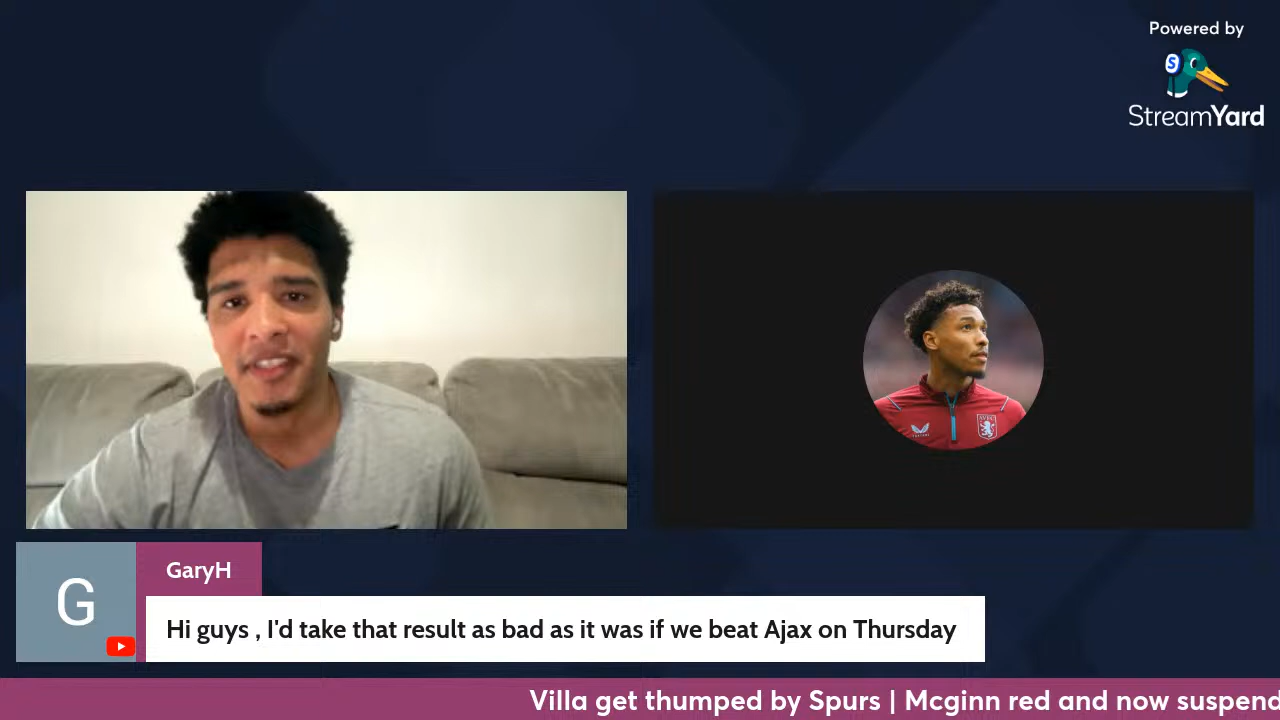 Powered by
StreamYard
GaryH
Hi guys , I'd take that result as bad as it was if we beat Ajax on Thursday
Villa get thumped by Spurs | Mcginn red and now suspend